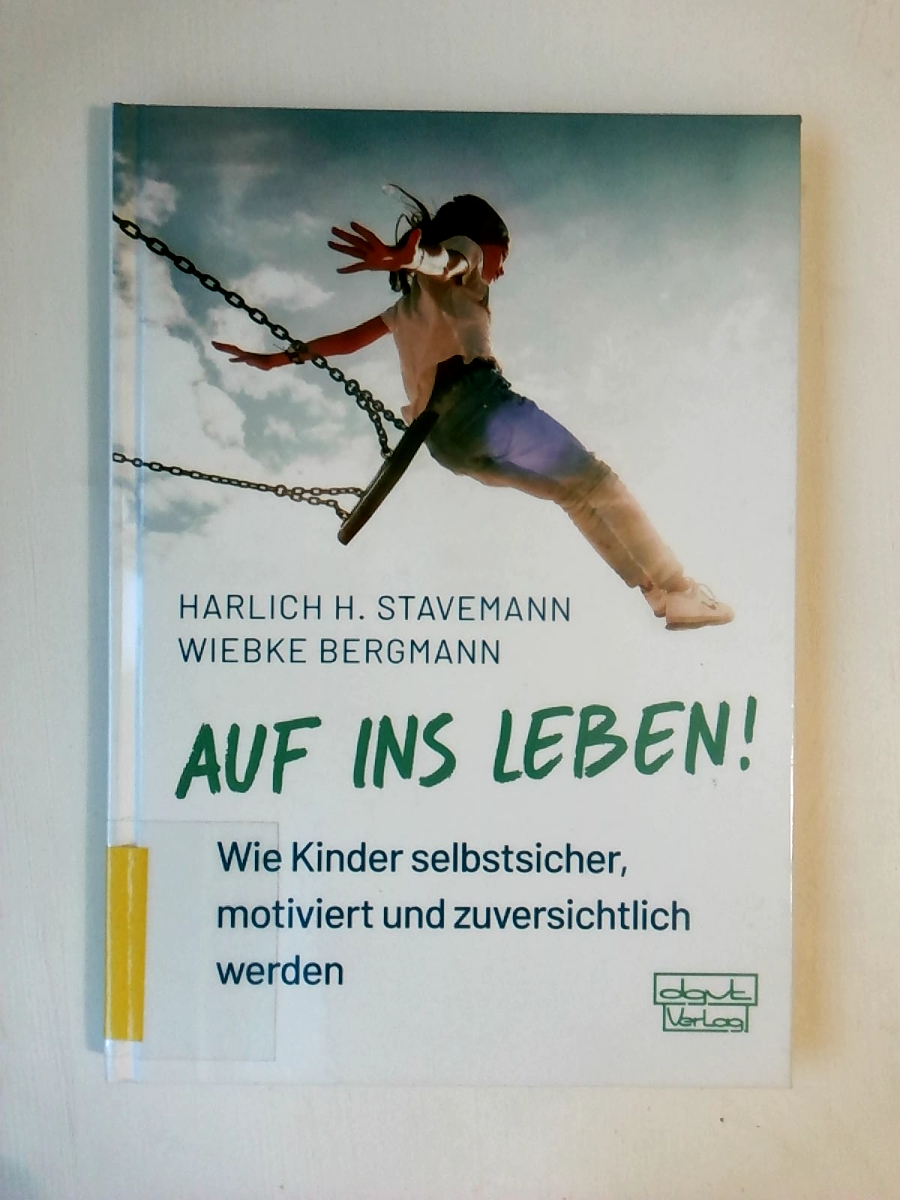 HARLICH H. STAVEMANN
WIEBKE BERGMANN
AUF INS LEBEN!
Wie Kinder selbstsicher,
motiviert und zuversichtlich
werden
dgvt
Verlag